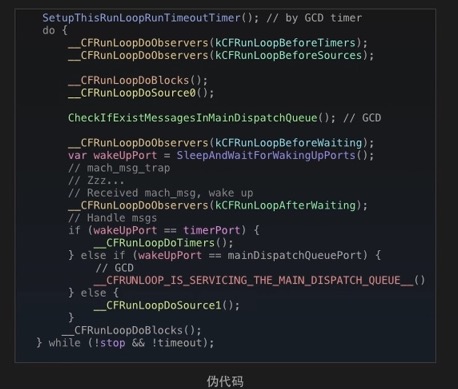 SetupThisRunLoopRunTimeoutTimer(); // by GCD timer
do {
__CFRunLoopDoObservers(kCFRunLoopBeforeTimers);
__CFRunLoopDoObservers(kCFRunLoopBeforeSources);
__CFRunLoopDoBlocks();
__CFRunLoopDoSource0();
CheckIfExistMessagesInMainDispatchQueue(); // GCD
__CFRunLoopDoObservers(kCFRunLoopBeforeWaiting);
var wakeUpPort = SleepAndWaitForWakingUpPorts();
// mach_msg_trap
// Zzz...
// Received mach_msg, wake up
__CFRunLoopDoObservers(kCFRunLoopAfterWaiting);
// Handle msgs
if (wakeUpPort == timerPort) {
__CFRunLoopDoTimers();
} else if (wakeUpPort == mainDispatchQueuePort) {
// GCD
__CFRUNLOOP_IS_SERVICING_THE_MAIN_DISPATCH_QUEUE__()
} else {
__CFRunLoopDoSource1();
}
__CFRunLoopDoBlocks();
} while (!stop && !timeout);
伪代码